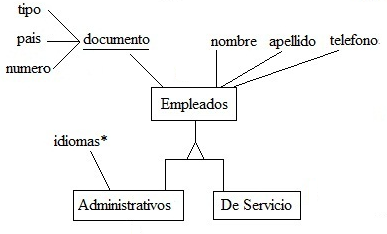 tipo
pais documento nombre apellido telefono
numero
Empleados
idiomas*
Administrativos De Servicio